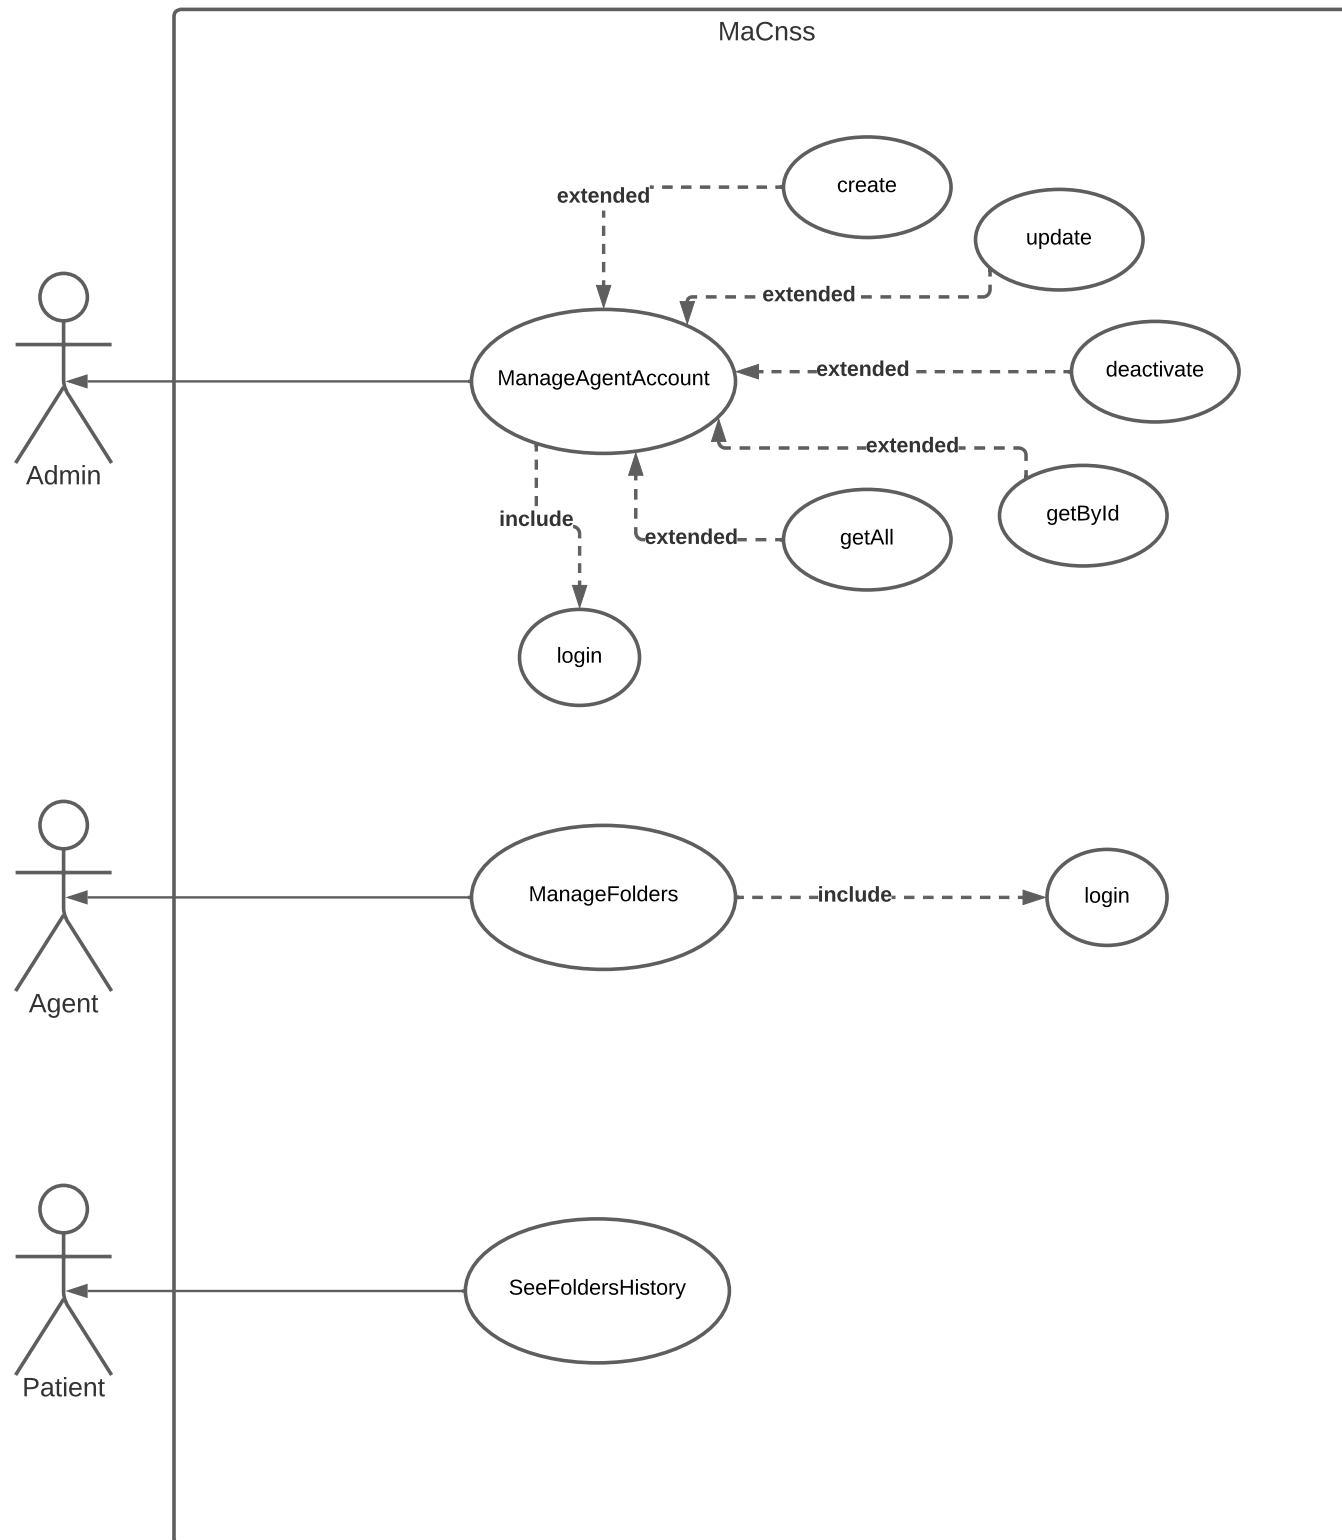 MaCnss
create
extended
update
extended
deactivate
extended
ManageAgentAccount
extended
getById
Admin
include
extended
getAll
login
ManageFolders
include
login
Agent
SeeFoldersHistory
Patient